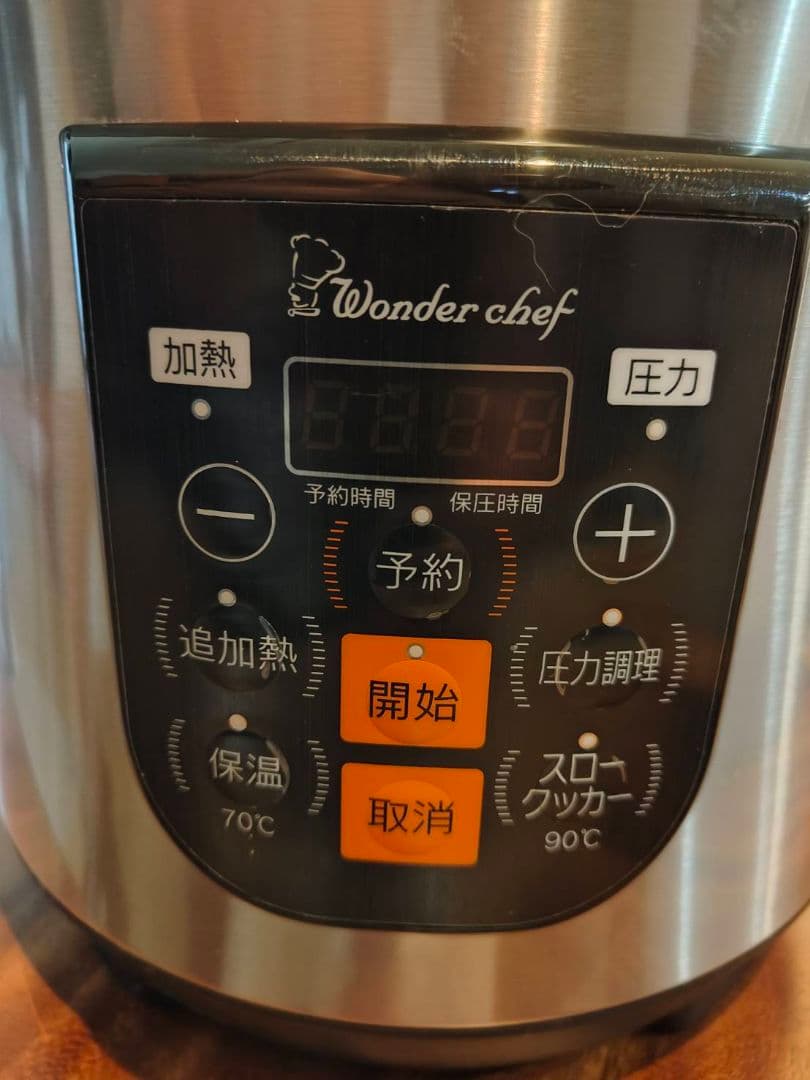 Wonder chef
加熱
圧力
予約時間
保圧時間
−
予約
+
追加熱
開始
圧力調理
保温
70℃
取消
スロー
クッカー
90℃